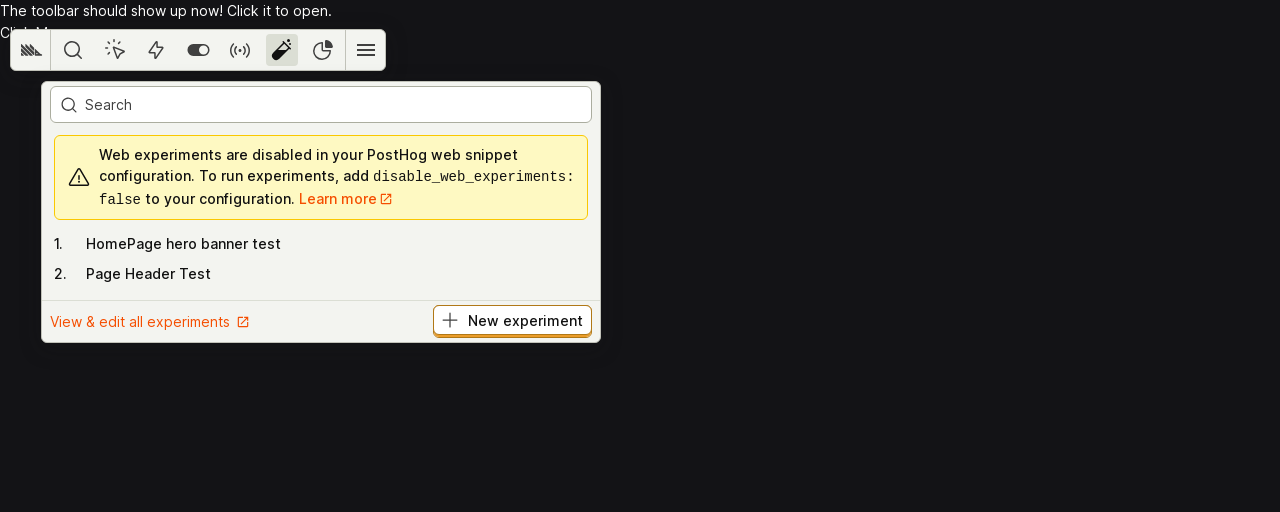 The toolbar should show up now! Click it to open.
Search
Web experiments are disabled in your PostHog web snippet
configuration. To run experiments, add disable_web_experiments:
false to your configuration. Learn more
1. HomePage hero banner test
2. Page Header Test
View & edit all experiments
New experiment